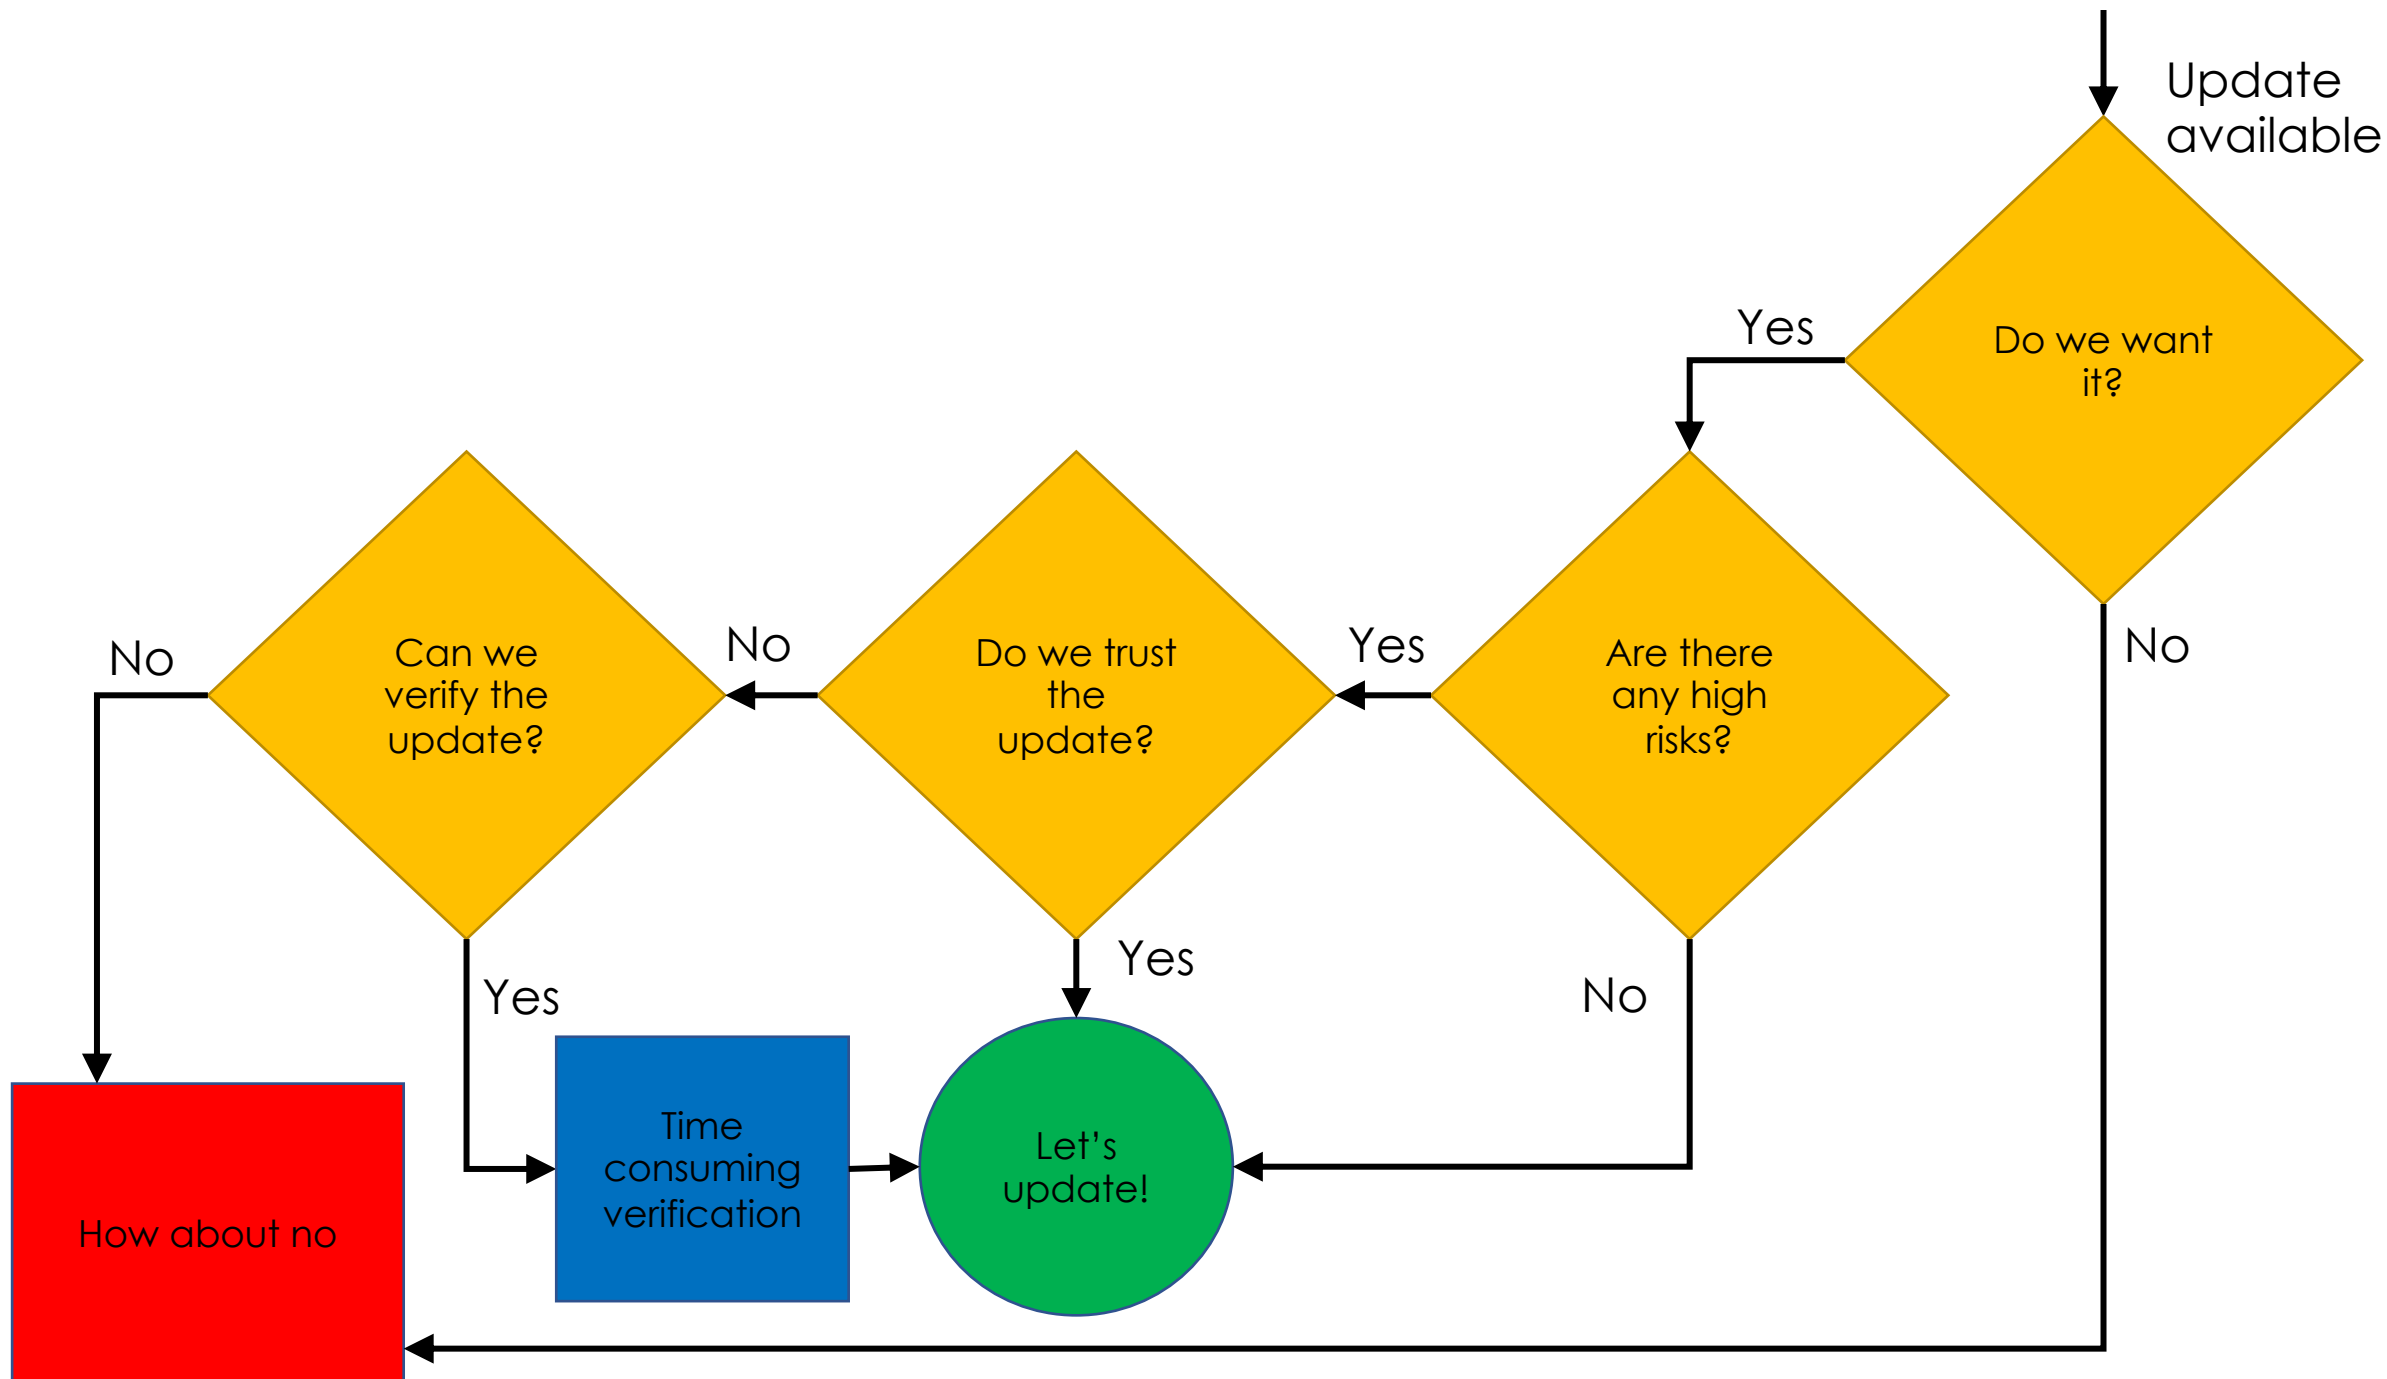 Update
available
Do we want
it?
Yes
No
Are there
any high
risks?
Yes
No
Do we trust
the
update?
No
Yes
Can we
verify the
update?
No
Yes
Time
consuming
verification
Let's
update!
How about no